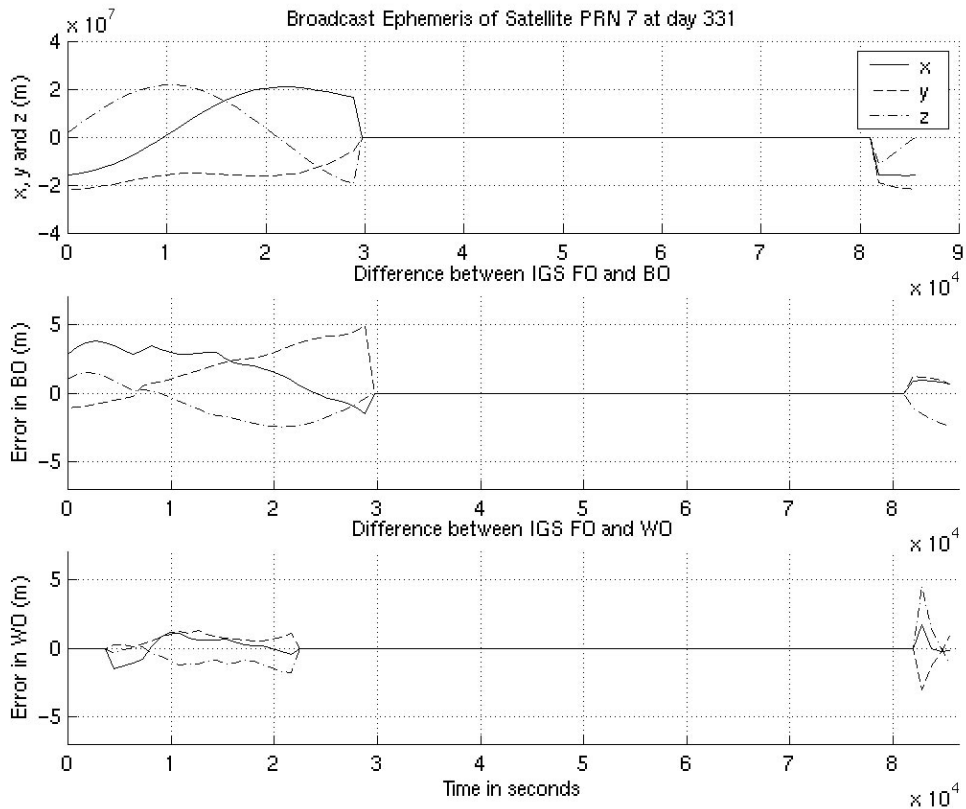 Broadcast Ephemeris of Satellite PRN 7 at day 331
x 10^7
x, y and z (m)
4
2
0
-2
-4
x
y
z
0 1 2 3 4 5 6 7 8 9
x 10^4
Difference between IGS FO and BO
Error in BO (m)
5
0
-5
0 1 2 3 4 5 6 7 8
x 10^4
Difference between IGS FO and WO
Error in WO (m)
5
0
-5
0 1 2 3 4 5 6 7 8
Time in seconds
x 10^4